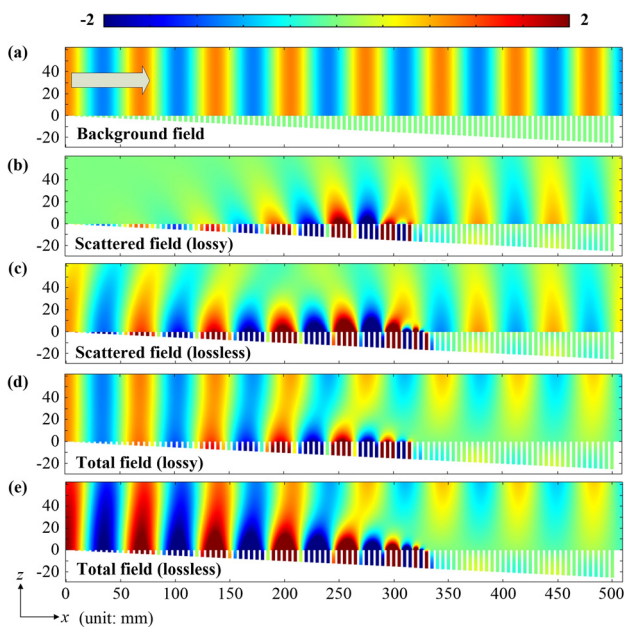 -2 2
(a)
40
20
0
-20
Background field
(b)
40
20
0
-20
Scattered field (lossy)
(c)
40
20
0
-20
Scattered field (lossless)
(d)
40
20
0
-20
Total field (lossy)
(e)
40
20
0
-20
Total field (lossless)
0 50 100 150 200 250 300 350 400 450 500
z
x (unit: mm)